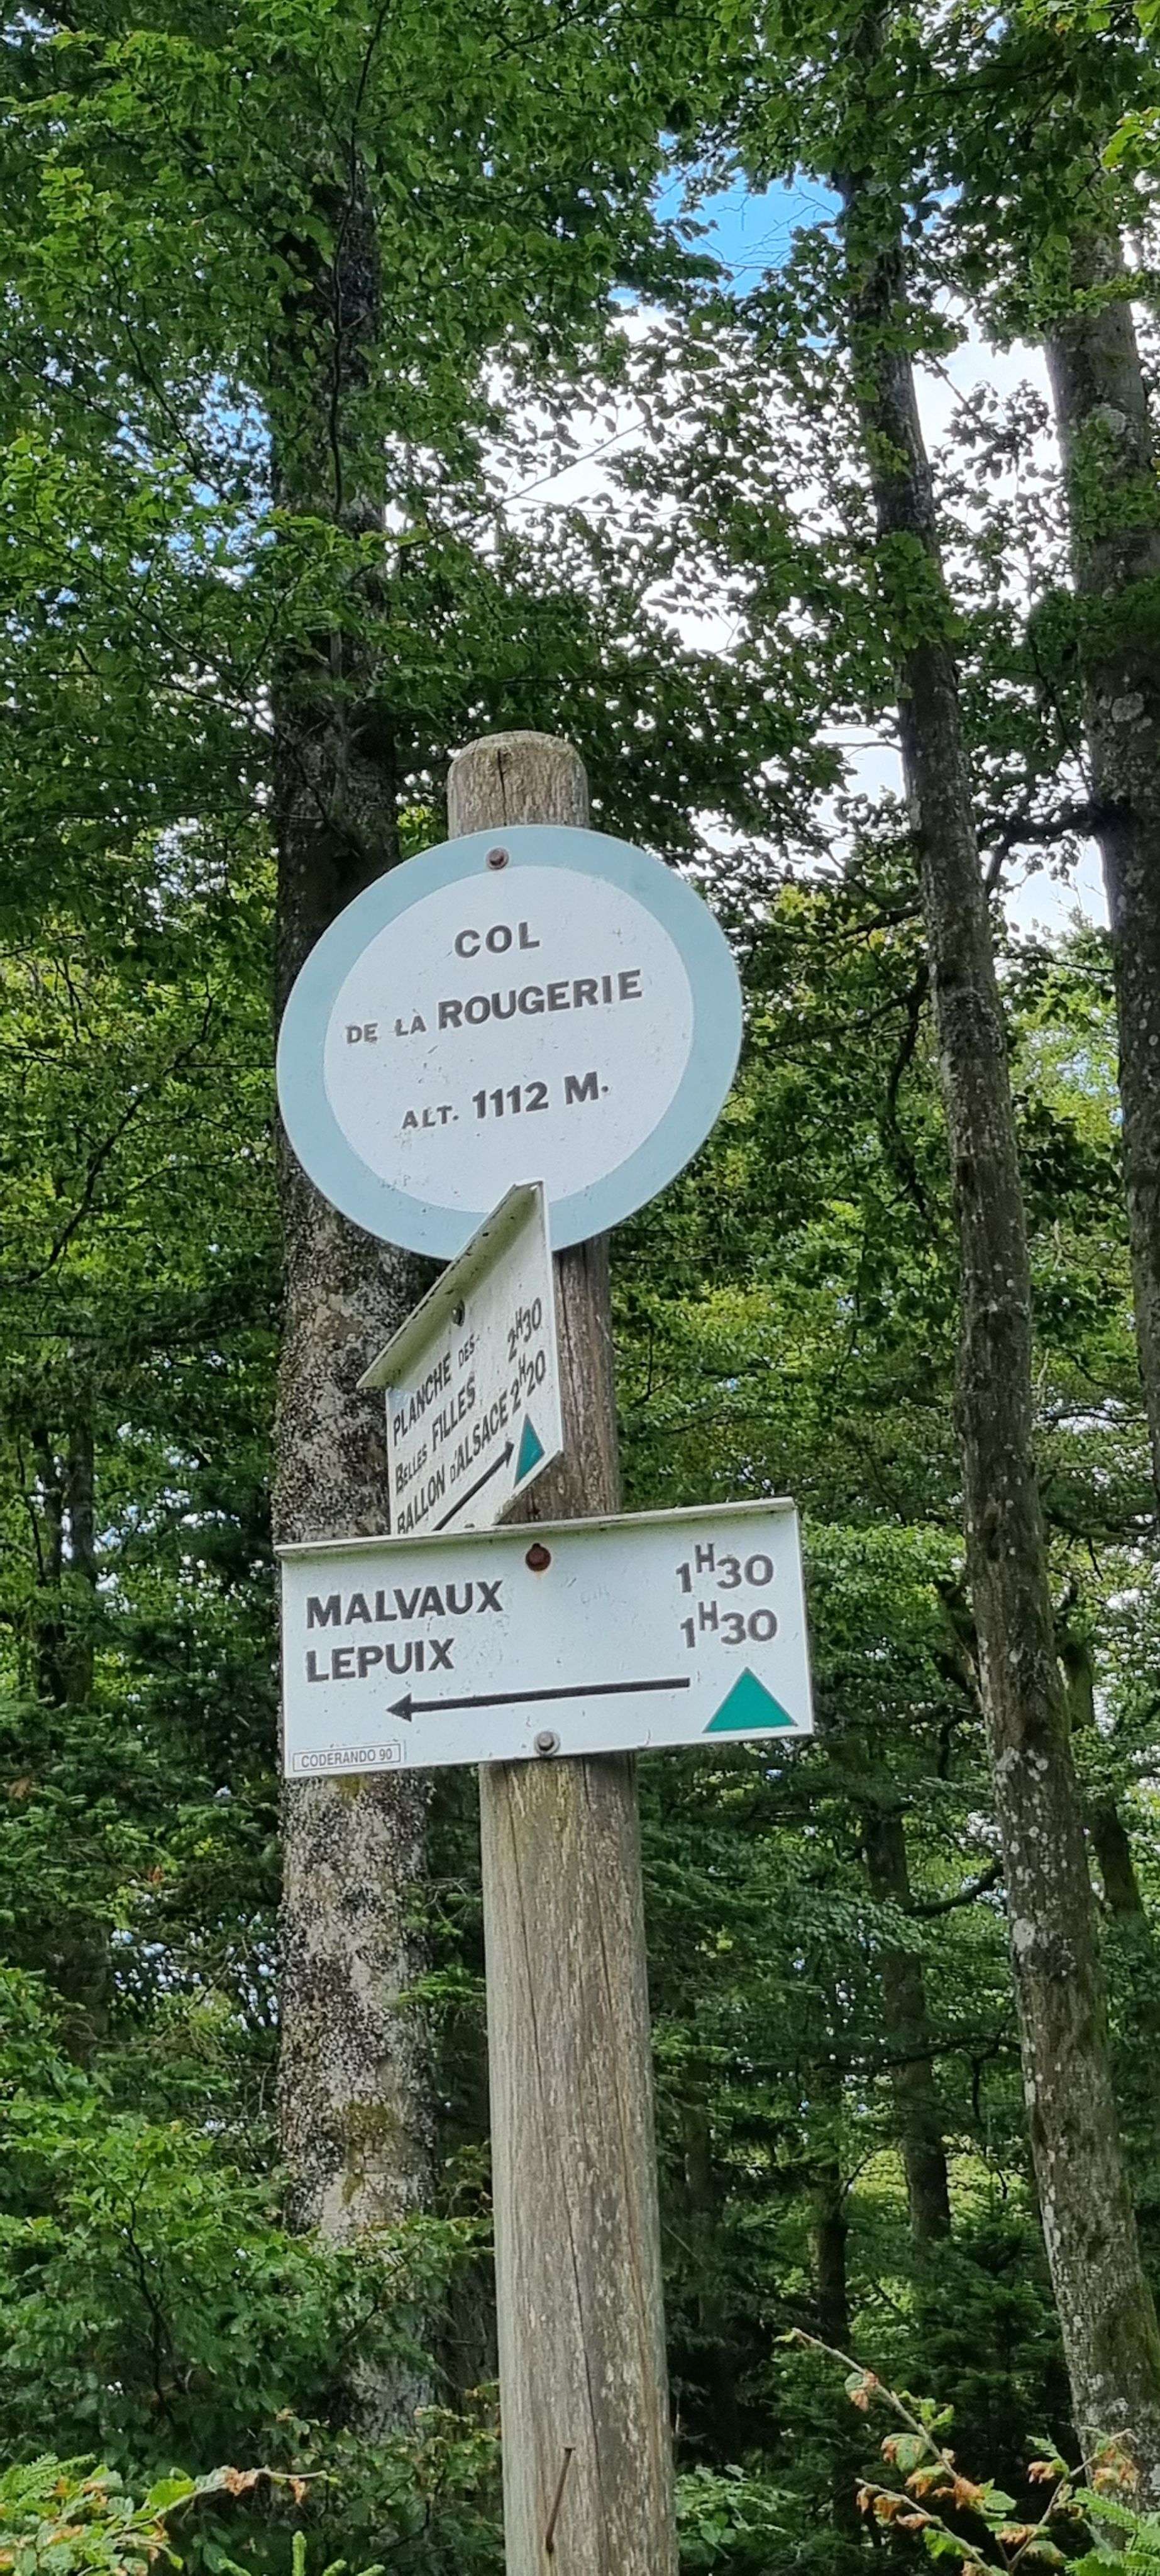 COL
DE LA ROUGERIE
ALT. 1112 M.
PLANCHE DES- 2H30
BELLES FILLES
BALLON D'ALSACE 2H20
MALVAUX 1H30
LEPUIX 1H30
CODERANDO 90